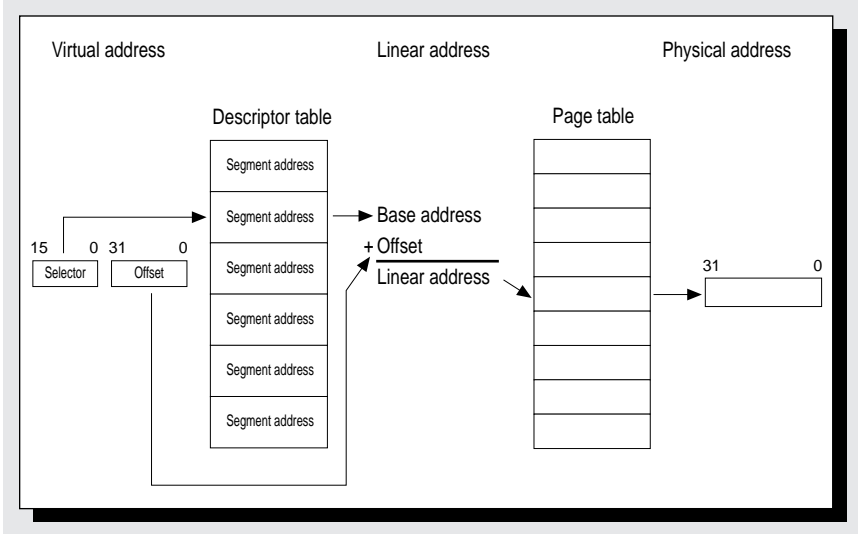 Virtual address
Linear address
Physical address
Descriptor table
Page table
Segment address
Segment address
Segment address
Segment address
Segment address
Segment address
15 0 31 0
Selector Offset
Base address
+ Offset
Linear address
31 0